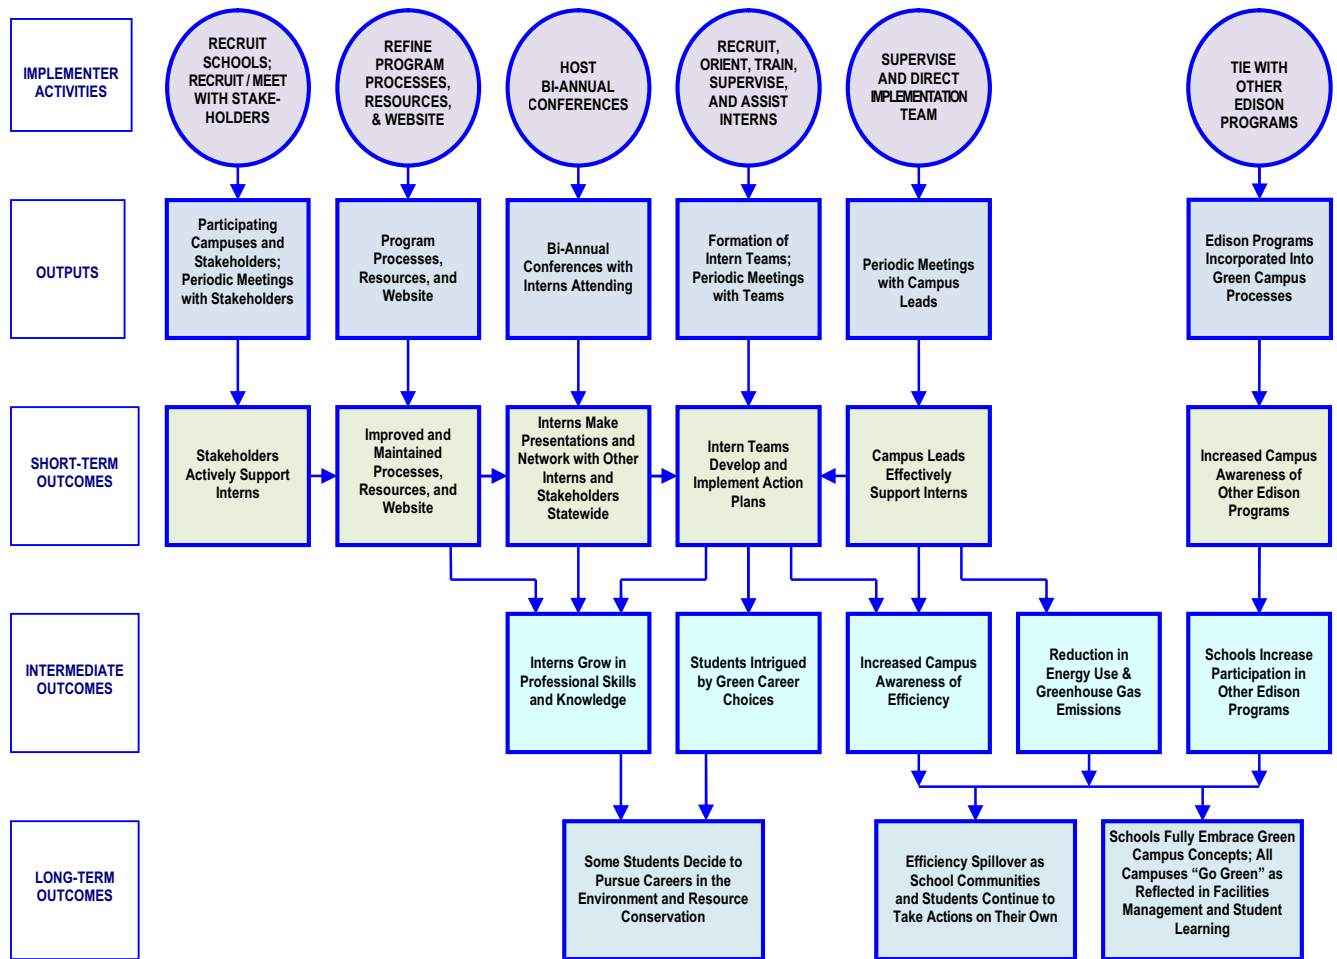 IMPLEMENTER
ACTIVITIES
RECRUIT
SCHOOLS;
RECRUIT / MEET
WITH STAKE-
HOLDERS
REFINE
PROGRAM
PROCESSES,
RESOURCES,
& WEBSITE
HOST
BI-ANNUAL
CONFERENCES
RECRUIT,
ORIENT, TRAIN,
SUPERVISE,
AND ASSIST
INTERNS
SUPERVISE
AND DIRECT
IMPLEMENTATION
TEAM
TIE WITH
OTHER
EDISON
PROGRAMS
OUTPUTS
Participating
Campuses and
Stakeholders;
Periodic Meetings
with Stakeholders
Program
Processes,
Resources, and
Website
Bi-Annual
Conferences with
Interns Attending
Formation of
Intern Teams;
Periodic Meetings
with Teams
Periodic Meetings
with Campus
Leads
Edison Programs
Incorporated Into
Green Campus
Processes
SHORT-TERM
OUTCOMES
Stakeholders
Actively Support
Interns
Improved and
Maintained
Processes,
Resources, and
Website
Interns Make
Presentations and
Network with Other
Interns and
Stakeholders
Statewide
Intern Teams
Develop and
Implement Action
Plans
Campus Leads
Effectively
Support Interns
Increased Campus
Awareness of
Other Edison
Programs
INTERMEDIATE
OUTCOMES
Interns Grow in
Professional Skills
and Knowledge
Students Intrigued
by Green Career
Choices
Increased Campus
Awareness of
Efficiency
Reduction in
Energy Use &
Greenhouse Gas
Emissions
Schools Increase
Participation in
Other Edison
Programs
LONG-TERM
OUTCOMES
Some Students Decide to
Pursue Careers in the
Environment and Resource
Conservation
Efficiency Spillover as
School Communities
and Students Continue to
Take Actions on Their Own
Schools Fully Embrace Green
Campus Concepts; All
Campuses “Go Green” as
Reflected in Facilities
Management and Student
Learning